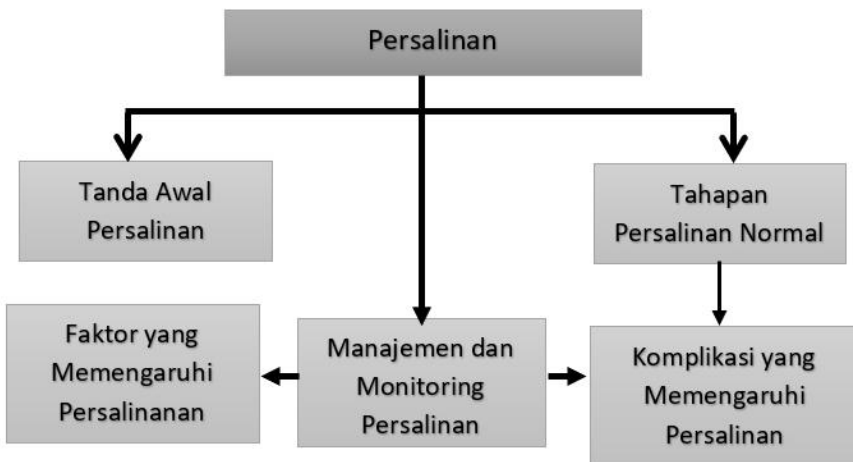 Persalinan
Tanda Awal
Persalinan
Tahapan
Persalinan Normal
Faktor yang
Memengaruhi
Persalinanan
Manajemen dan
Monitoring
Persalinan
Komplikasi yang
Memengaruhi
Persalinan